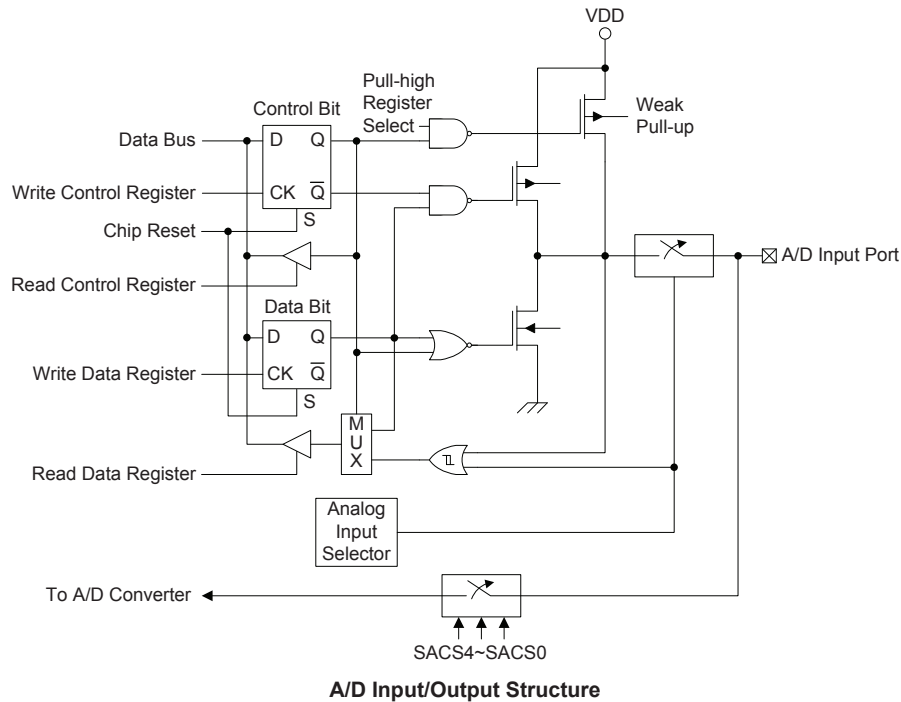 VDD
Pull-high
Register
Select
Weak
Pull-up
Control Bit
Data Bus
D
Q
Write Control Register
CK
Q̅
S
Chip Reset
Read Control Register
Data Bit
D
Q
Write Data Register
CK
Q̅
S
A/D Input Port
M
U
X
Read Data Register
Analog
Input
Selector
To A/D Converter
SACS4~SACS0
A/D Input/Output Structure